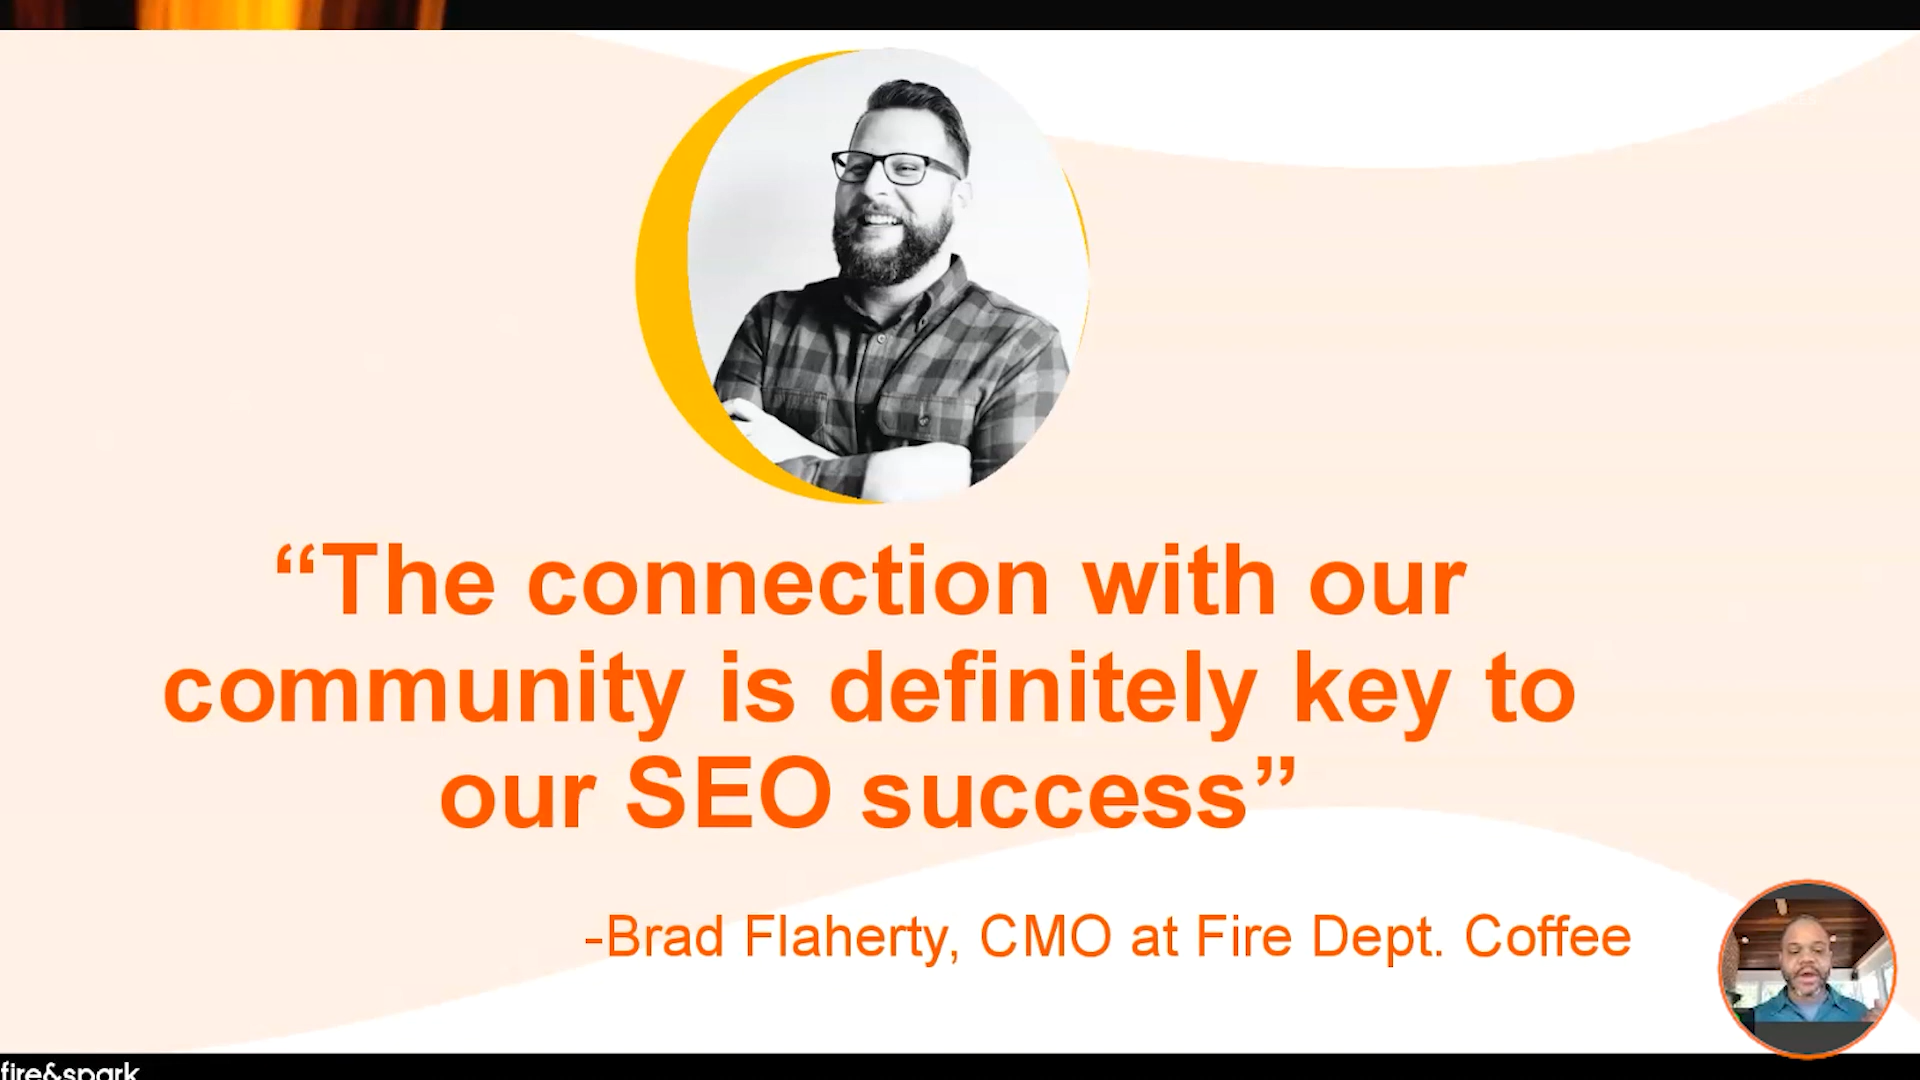 “The connection with our
community is definitely key to
our SEO success”
-Brad Flaherty, CMO at Fire Dept. Coffee
fire&spark